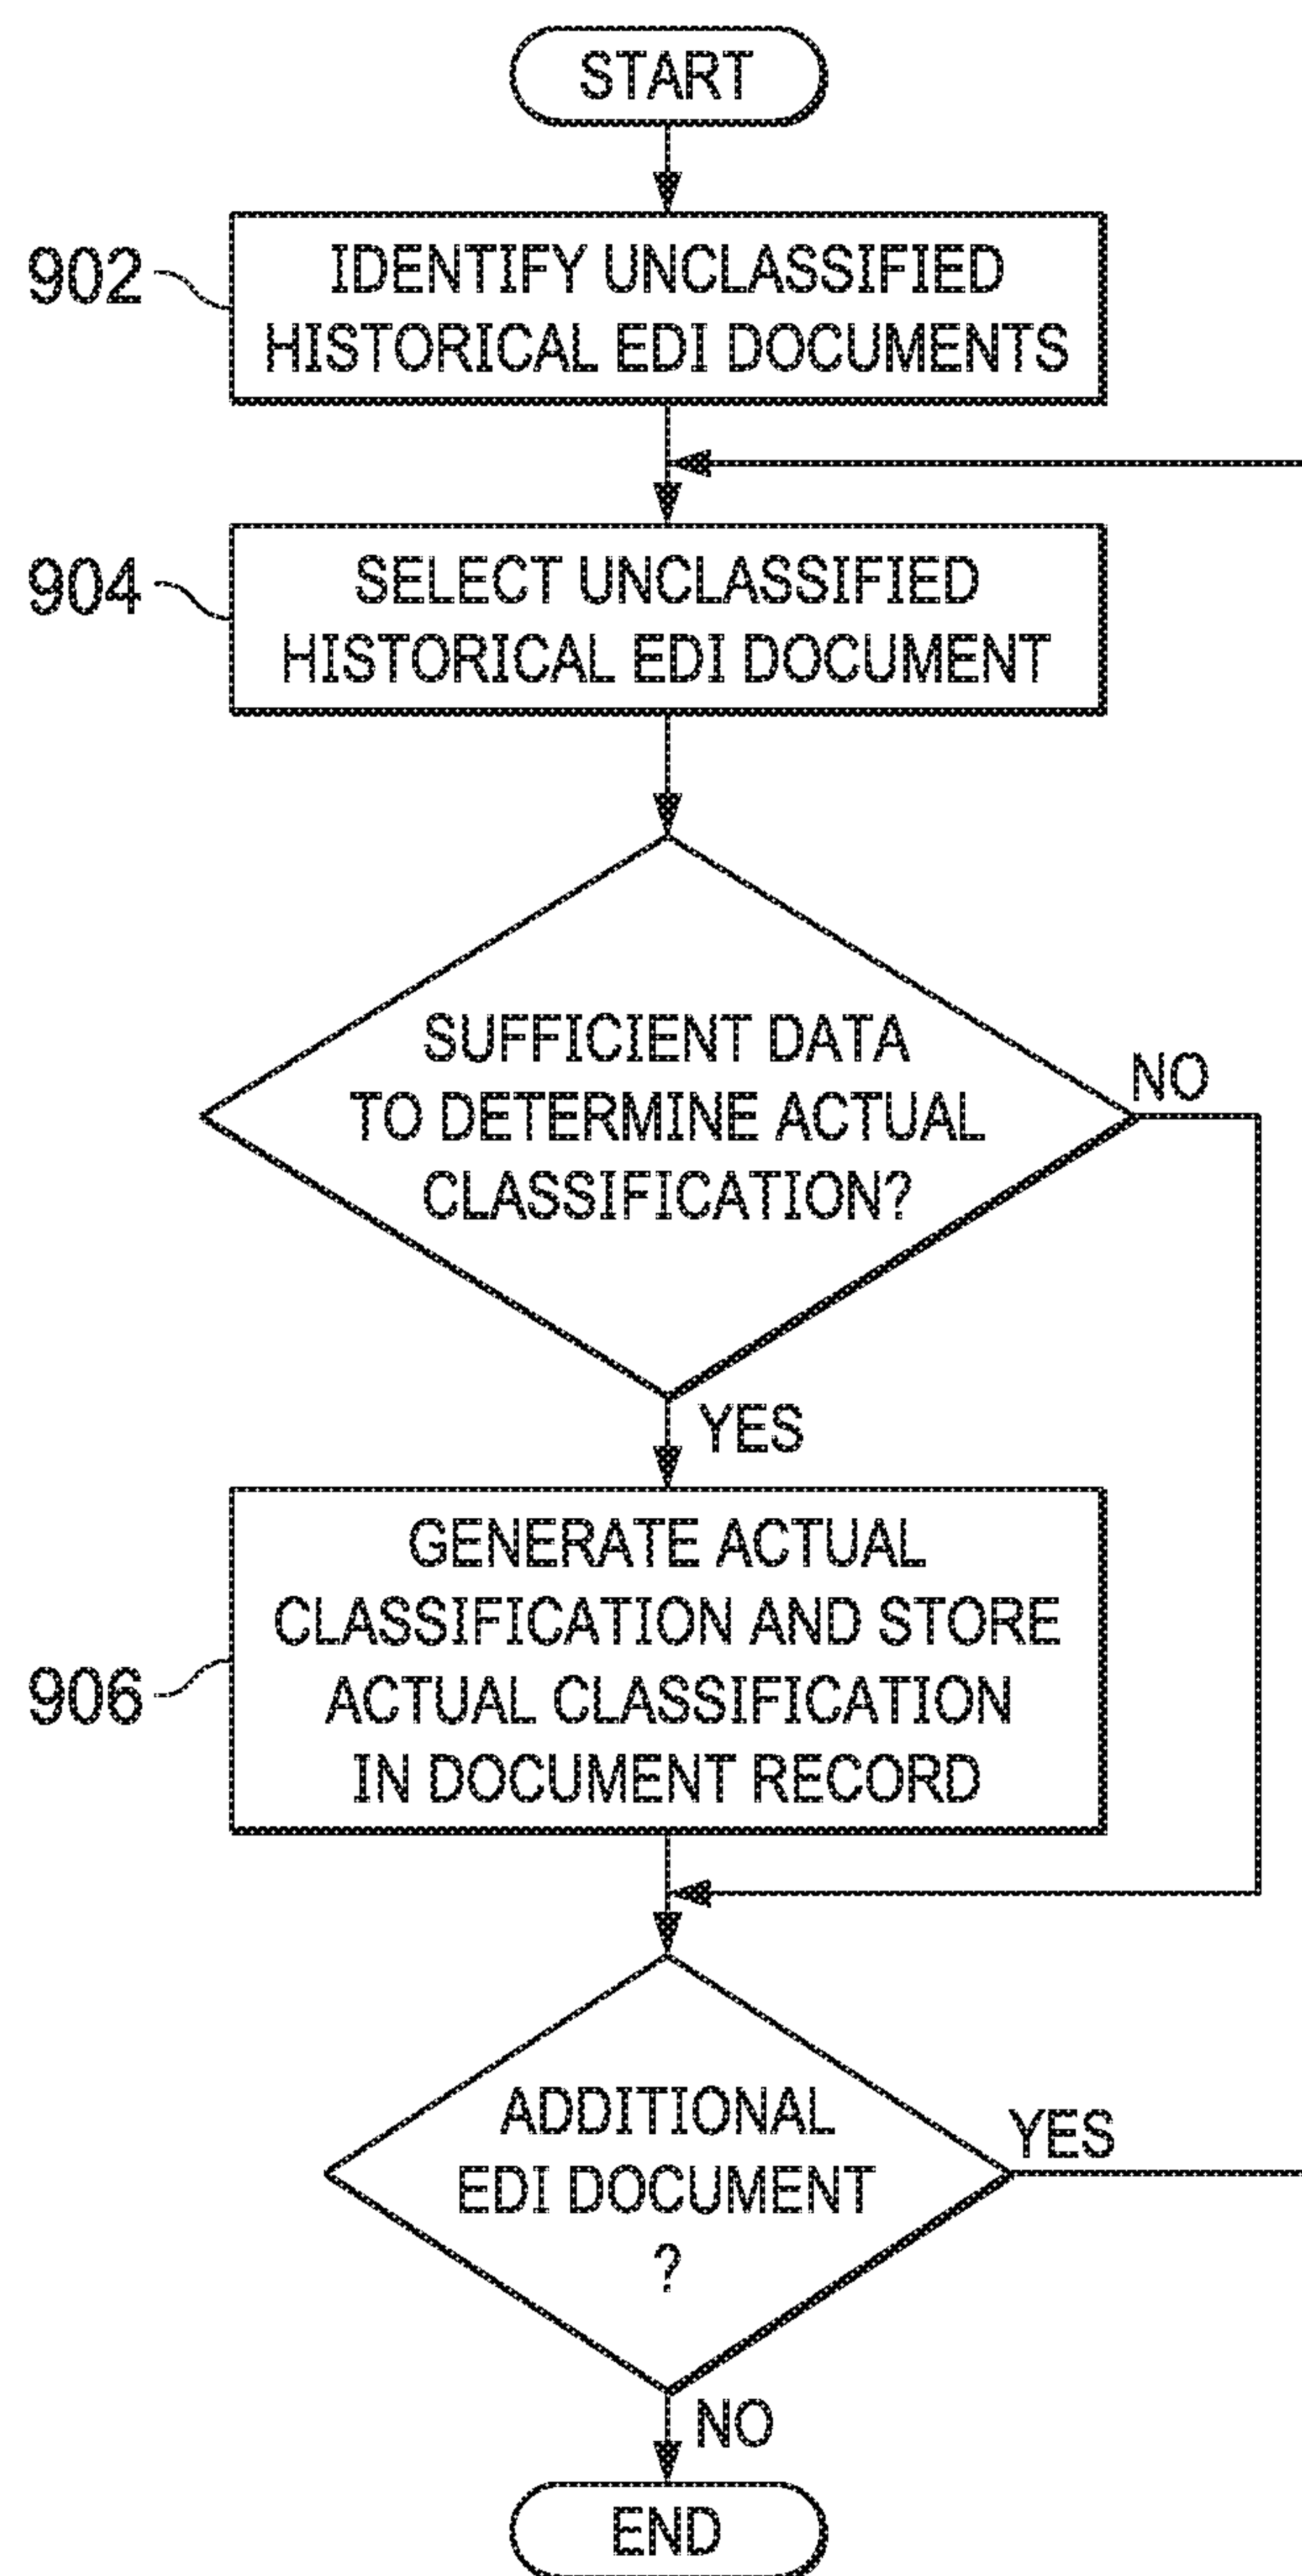 START
902
IDENTIFY UNCLASSIFIED
HISTORICAL EDI DOCUMENTS
904
SELECT UNCLASSIFIED
HISTORICAL EDI DOCUMENT
SUFFICIENT DATA
TO DETERMINE ACTUAL
CLASSIFICATION?
NO
YES
906
GENERATE ACTUAL
CLASSIFICATION AND STORE
ACTUAL CLASSIFICATION
IN DOCUMENT RECORD
ADDITIONAL
EDI DOCUMENT
?
YES
NO
END